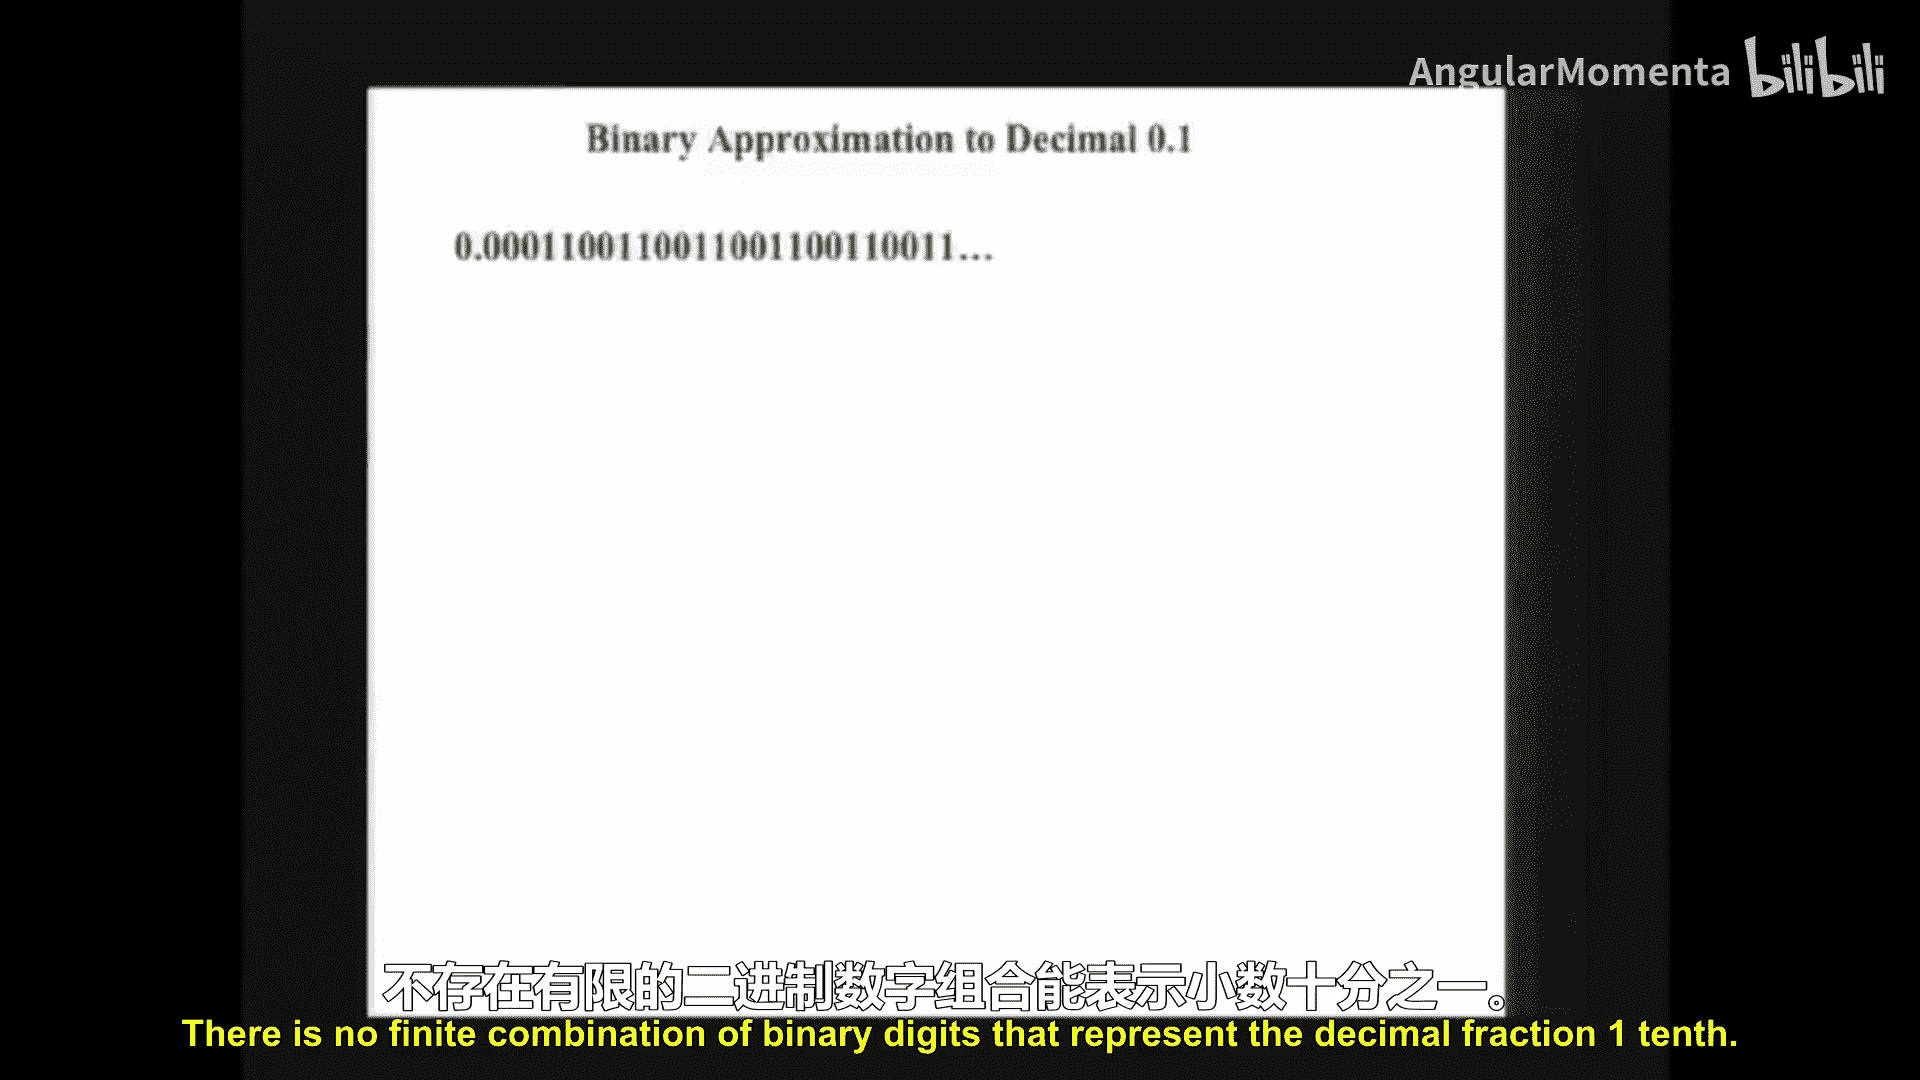 AngularMomenta bilibili
Binary Approximation to Decimal 0.1
0.000110011001100110011001 10011...
不存在有限的二进制数字组合能表示小数十分之一。
There is no finite combination of binary digits that represent the decimal fraction 1 tenth.